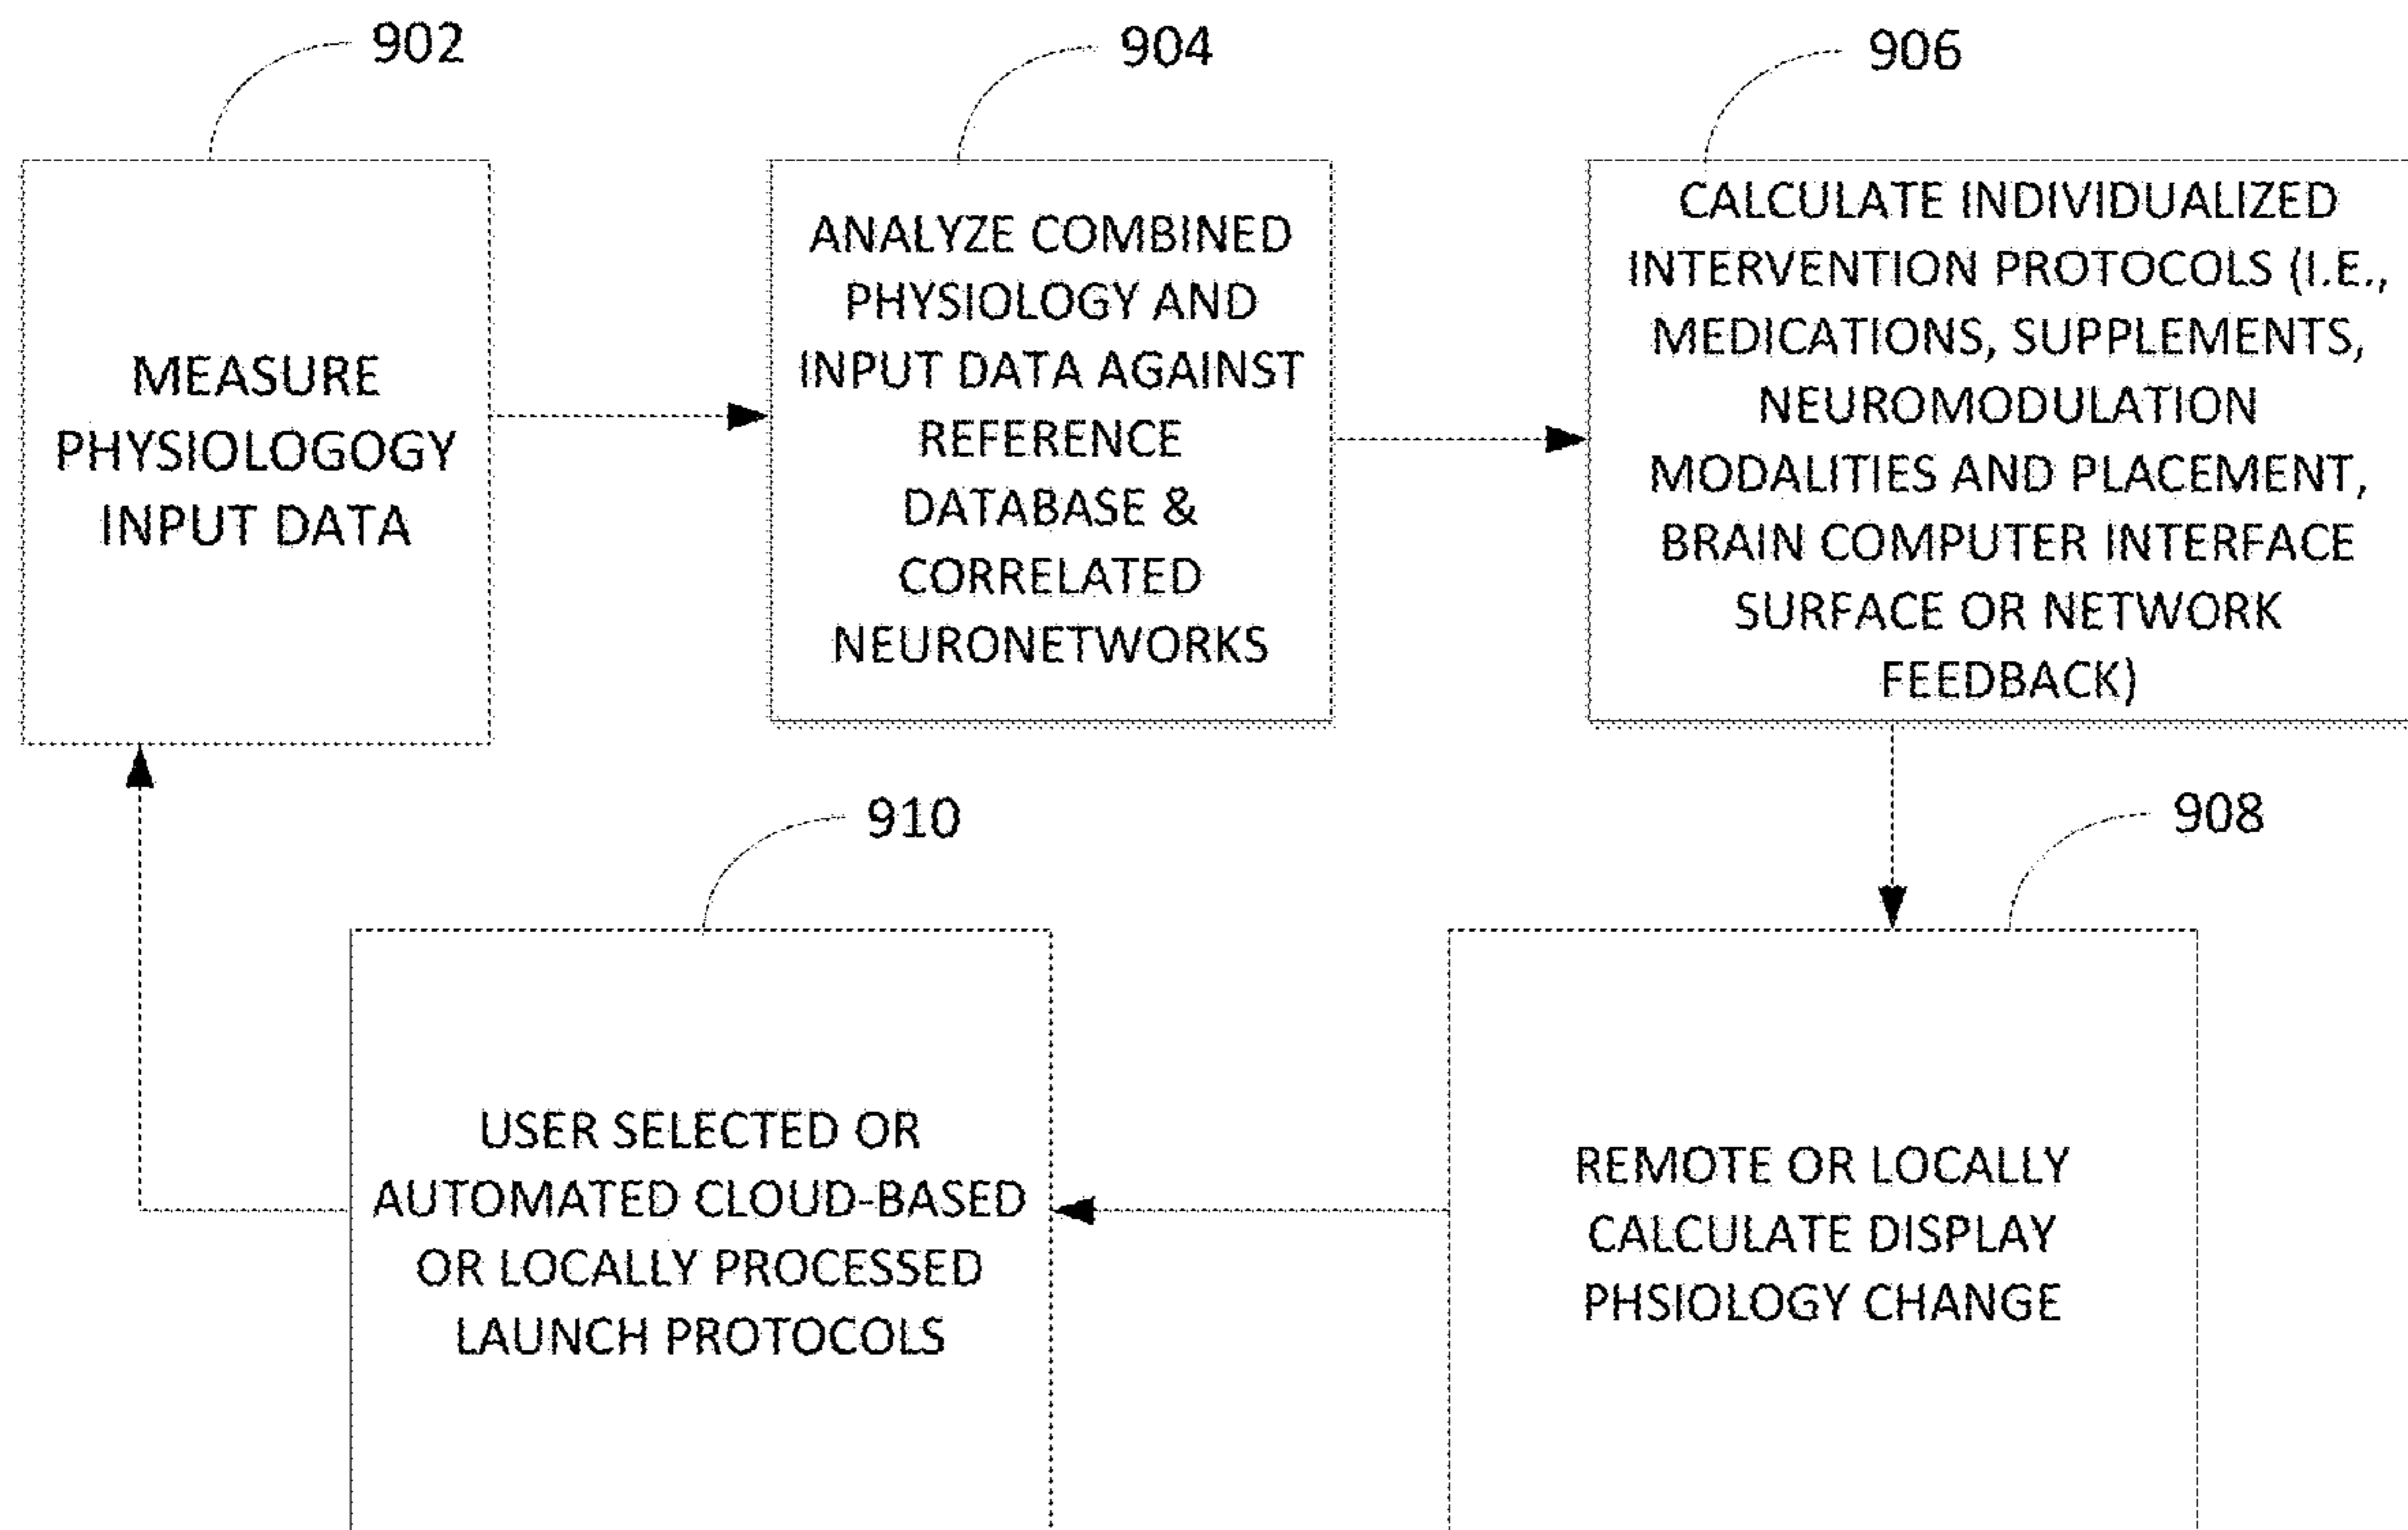 902
MEASURE
PHYSIOLOGOGY
INPUT DATA
904
ANALYZE COMBINED
PHYSIOLOGY AND
INPUT DATA AGAINST
REFERENCE
DATABASE &
CORRELATED
NEURONETWORKS
906
CALCULATE INDIVIDUALIZED
INTERVENTION PROTOCOLS (I.E.,
MEDICATIONS, SUPPLEMENTS,
NEUROMODULATION
MODALITIES AND PLACEMENT,
BRAIN COMPUTER INTERFACE
SURFACE OR NETWORK
FEEDBACK)
908
REMOTE OR LOCALLY
CALCULATE DISPLAY
PHSIOLOGY CHANGE
910
USER SELECTED OR
AUTOMATED CLOUD-BASED
OR LOCALLY PROCESSED
LAUNCH PROTOCOLS